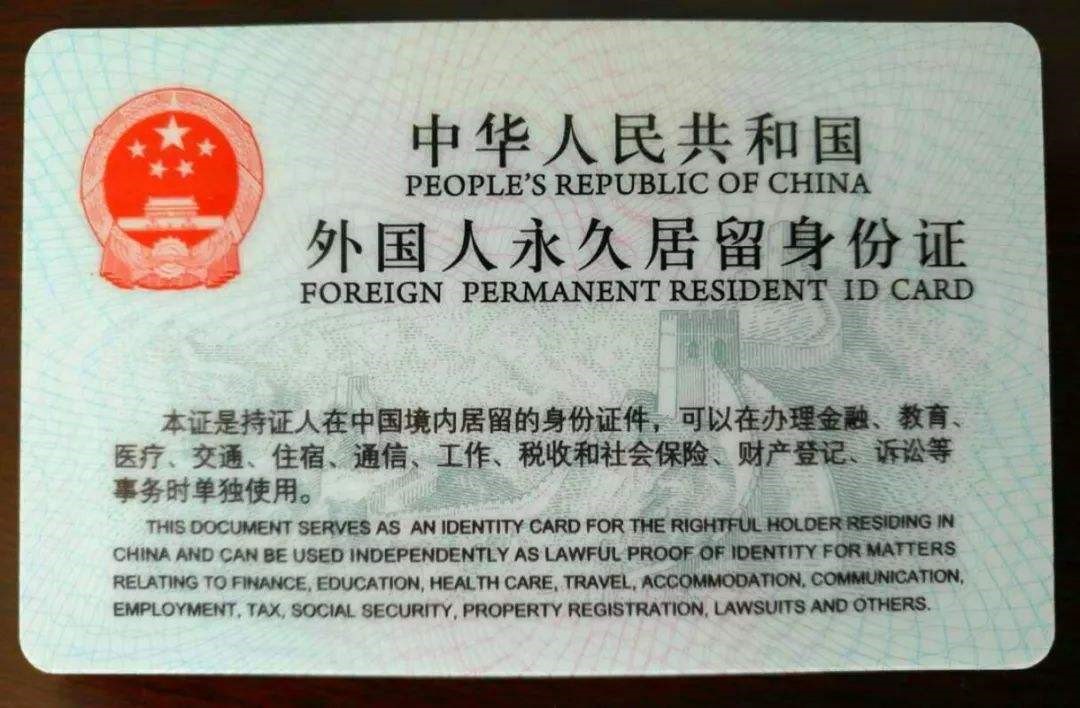 中华人民共和国
PEOPLE'S REPUBLIC OF CHINA
外国人永久居留身份证
FOREIGN PERMANENT RESIDENT ID CARD
本证是持证人在中国境内居留的身份证件，可以在办理金融、教育、
医疗、交通、住宿、通信、工作、税收和社会保险、财产登记、诉讼等
事务时单独使用。
THIS DOCUMENT SERVES AS AN IDENTITY CARD FOR THE RIGHTFUL HOLDER RESIDING IN
CHINA AND CAN BE USED INDEPENDENTLY AS LAWFUL PROOF OF IDENTITY FOR MATTERS
RELATING TO FINANCE, EDUCATION, HEALTH CARE, TRAVEL, ACCOMMODATION, COMMUNICATION,
EMPLOYMENT, TAX, SOCIAL SECURITY, PROPERTY REGISTRATION, LAWSUITS AND OTHERS.